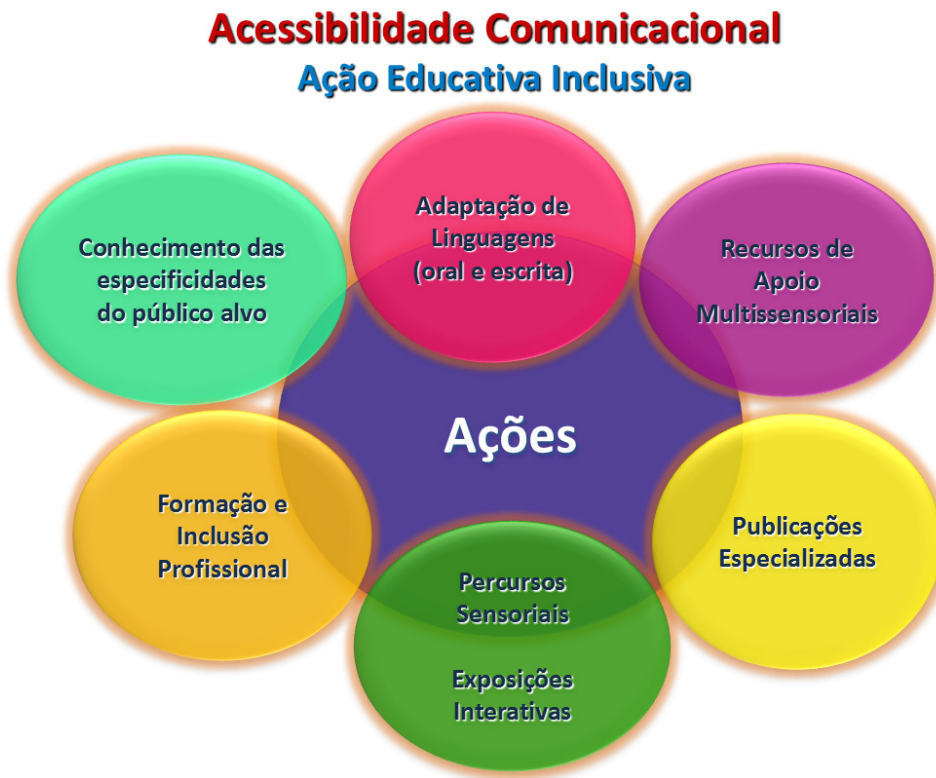 Acessibilidade Comunicacional
Ação Educativa Inclusiva
Adaptação de
Linguagens
(oral e escrita)
Conhecimento das
especificidades
do público alvo
Recursos de
Apoio
Multissensoriais
Ações
Formação e
Inclusão
Profissional
Publicações
Especializadas
Percursos
Sensoriais
Exposições
Interativas